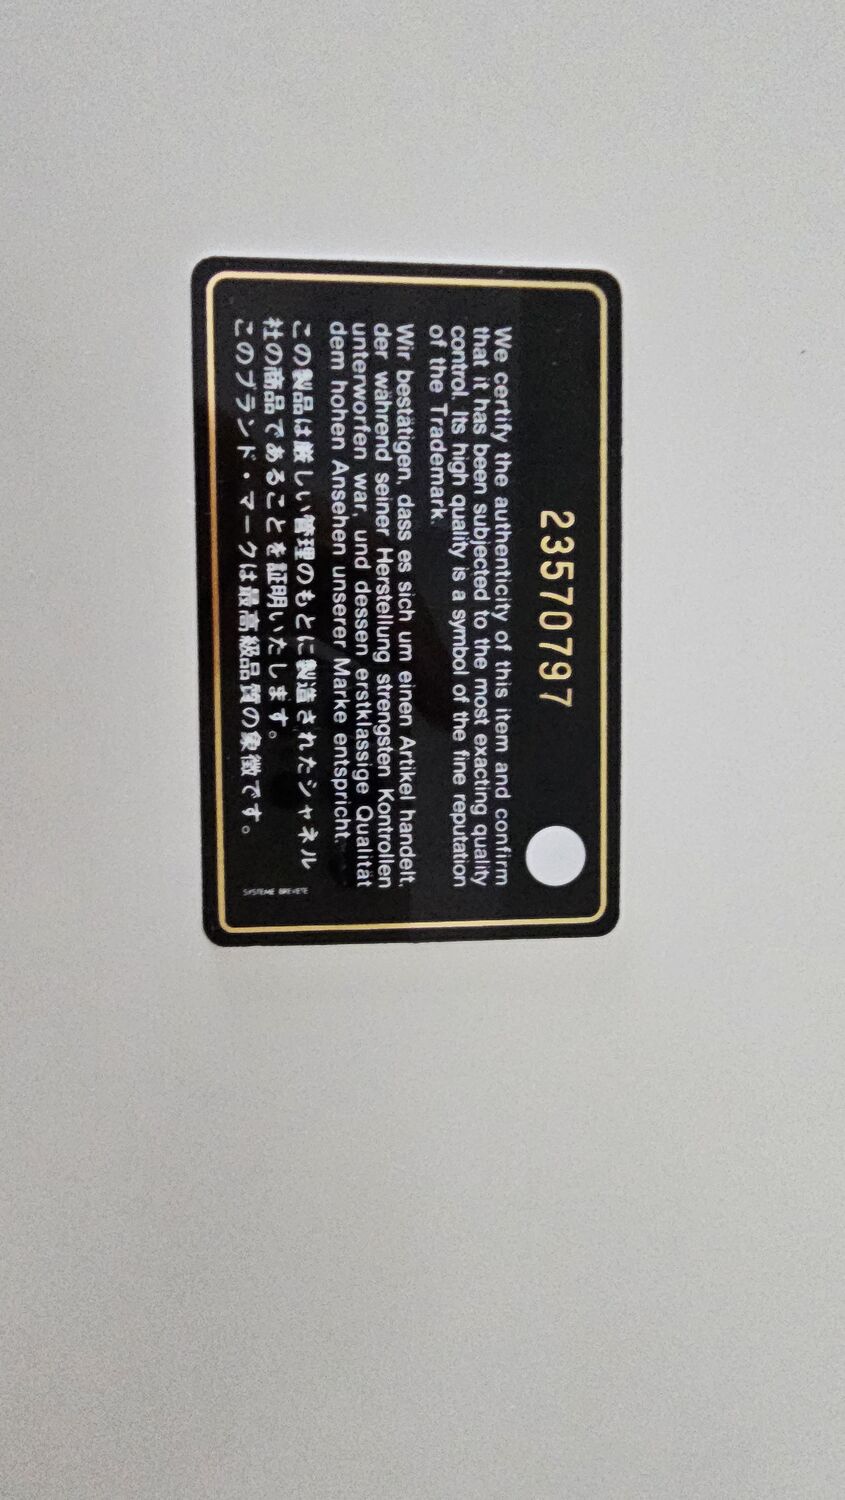 23570797
We certify the authenticity of this item and confirm
that it has been subjected to the most exacting quality
control. Its high quality is a symbol of the fine reputation
of the Trademark.
Wir bestätigen, dass es sich um einen Artikel handelt,
der während seiner Herstellung strengsten Kontrollen
unterworfen war, und dessen erstklassige Qualität
dem hohen Ansehen unserer Marke entspricht.
この製品は厳しい管理のもとに製造されたシャネル
社の商品であることを証明いたします。
このブランド・マークは最高級品質の象徴です。
SYSTEME BREVETE